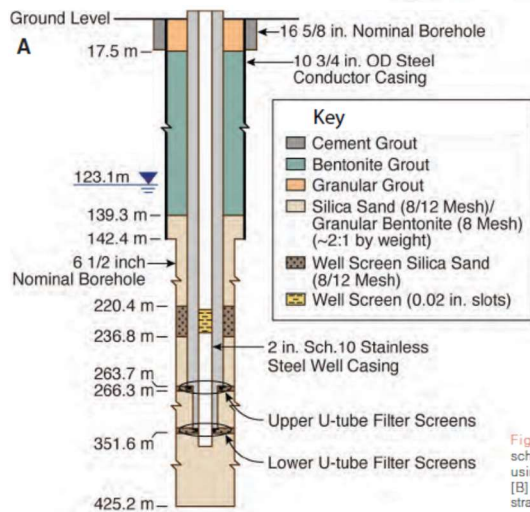 Ground Level
A
16 5/8 in. Nominal Borehole
17.5 m
10 3/4 in. OD Steel
Conductor Casing
Key
Cement Grout
Bentonite Grout
Granular Grout
Silica Sand (8/12 Mesh)/
Granular Bentonite (8 Mesh)
(~2:1 by weight)
Well Screen Silica Sand
(8/12 Mesh)
Well Screen (0.02 in. slots)
123.1m
139.3 m
142.4 m
6 1/2 inch
Nominal Borehole
220.4 m
236.8 m
2 in. Sch.10 Stainless
Steel Well Casing
263.7 m
266.3 m
Upper U-tube Filter Screens
351.6 m
Lower U-tube Filter Screens
425.2 m
Fig
sch
usin
[B]
stra